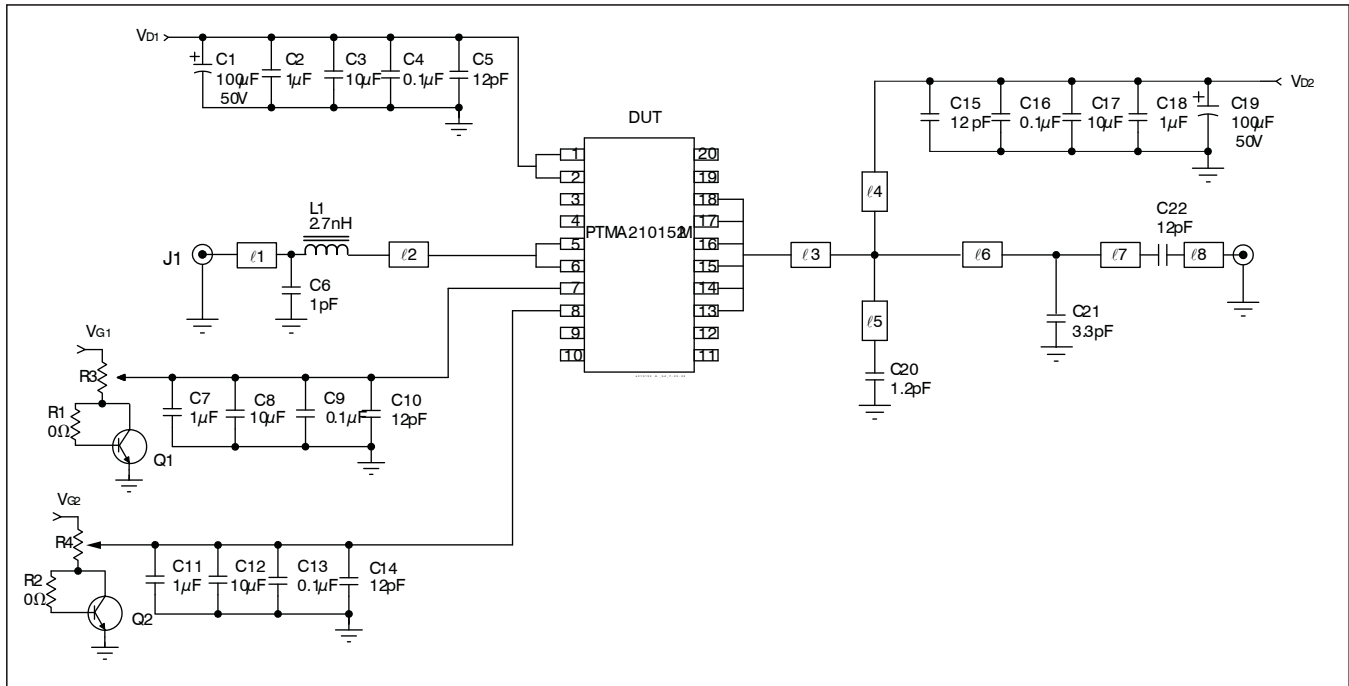 VD1
C1
100µF
50V
C2
1µF
C3
10µF
C4
0.1µF
C5
12pF
DUT
PTMA210152M
1
2
3
4
5
6
7
8
9
10
20
19
18
17
16
15
14
13
12
11
VD2
C15
12pF
C16
0.1µF
C17
10µF
C18
1µF
C19
100µF
50V
J1
ℓ1
L1
2.7nH
ℓ2
C6
1pF
ℓ3
ℓ4
ℓ5
ℓ6
ℓ7
C22
12pF
ℓ8
C20
1.2pF
C21
3.3pF
VG1
R3
R1
0Ω
Q1
C7
1µF
C8
10µF
C9
0.1µF
C10
12pF
VG2
R4
R2
0Ω
Q2
C11
1µF
C12
10µF
C13
0.1µF
C14
12pF